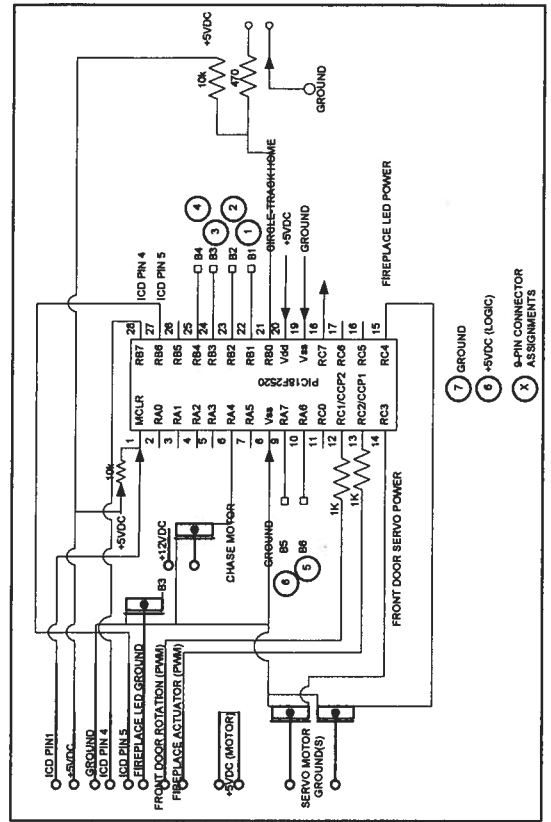 ICD PIN1
+5VDC
GROUND
ICD PIN 4
ICD PIN 5
FIREPLACE LED GROUND
FRONT DOOR ROTATION (PWM)
FIREPLACE ACTUATOR (PWM)
+5VDC (MOTOR)
SERVO MOTOR
GROUND(S)
B3
+12VDC
CHASE MOTOR
+5VDC
10k
GROUND
B5
6
B6
5
1K
1K
FRONT DOOR SERVO POWER
PIC18F2520
1 MCLR
2 RA0
3 RA1
4 RA2
5 RA3
6 RA4
7 RA5
8 Vss
9 RA7
10 RA6
11 RC0
12 RC1/CCP2
13 RC2/CCP1
14 RC3
RB7 28
RB6 27
RB5 26
RB4 25
RB3 24
RB2 23
RB1 22
RB0 21
Vdd 20
Vss 19
RC7 18
RC6 17
RC5 16
RC4 15
ICD PIN 4
ICD PIN 5
B4
4
B3
3
B2
2
B1
1
CIRCLE-TRACK HOME
+5VDC
GROUND
FIREPLACE LED POWER
10k
470
+5VDC
GROUND
7 GROUND
+5VDC (LOGIC)
X 9-PIN CONNECTOR
ASSIGNMENTS